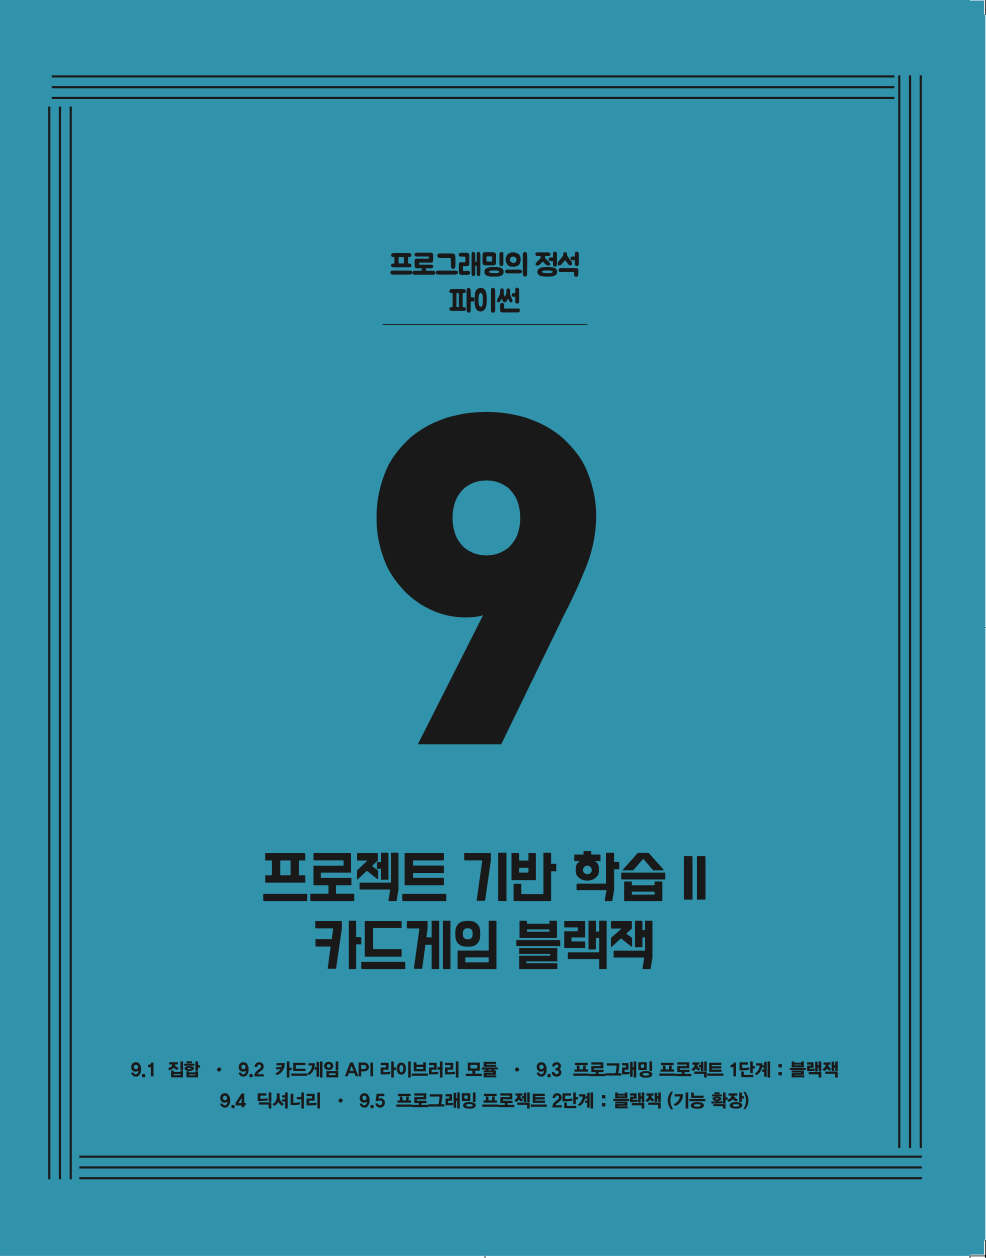 프로그래밍의 정석
파이썬
9
프로젝트 기반 학습 II
카드게임 블랙잭
9.1 집합 · 9.2 카드게임 API 라이브러리 모듈 · 9.3 프로그래밍 프로젝트 1단계 : 블랙잭
9.4 딕셔너리 · 9.5 프로그래밍 프로젝트 2단계 : 블랙잭 (기능 확장)